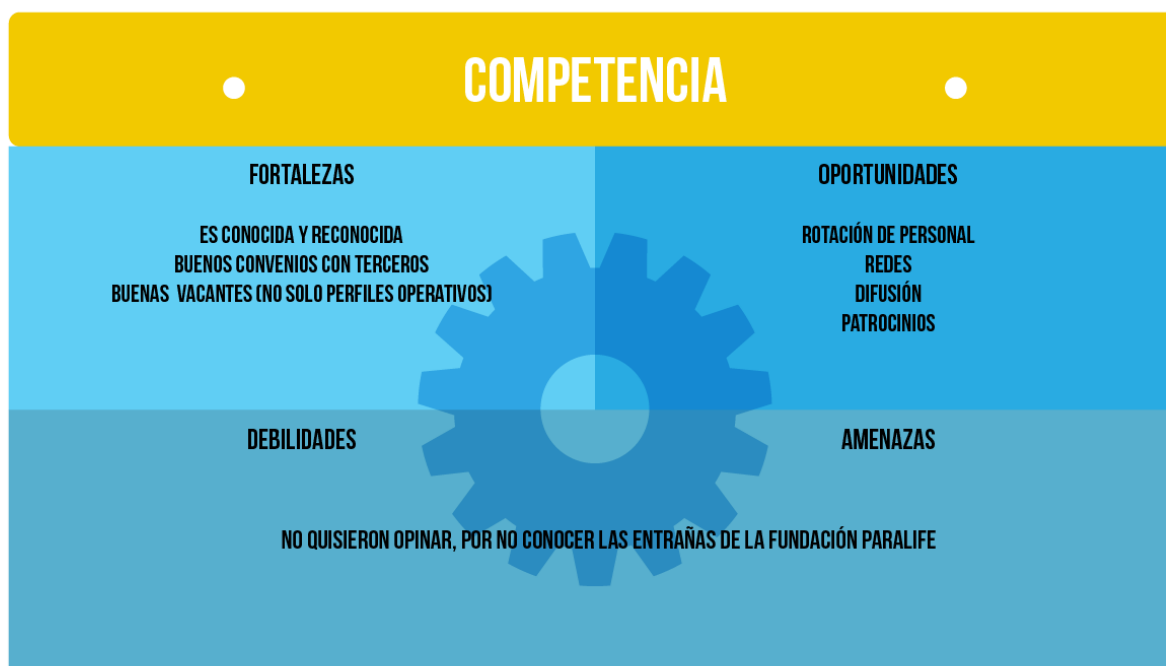 COMPETENCIA
FORTALEZAS
ES CONOCIDA Y RECONOCIDA
BUENOS CONVENIOS CON TERCEROS
BUENAS VACANTES (NO SOLO PERFILES OPERATIVOS)
OPORTUNIDADES
ROTACIÓN DE PERSONAL
REDES
DIFUSIÓN
PATROCINIOS
DEBILIDADES
AMENAZAS
NO QUISIERON OPINAR, POR NO CONOCER LAS ENTRAÑAS DE LA FUNDACIÓN PARALIFE